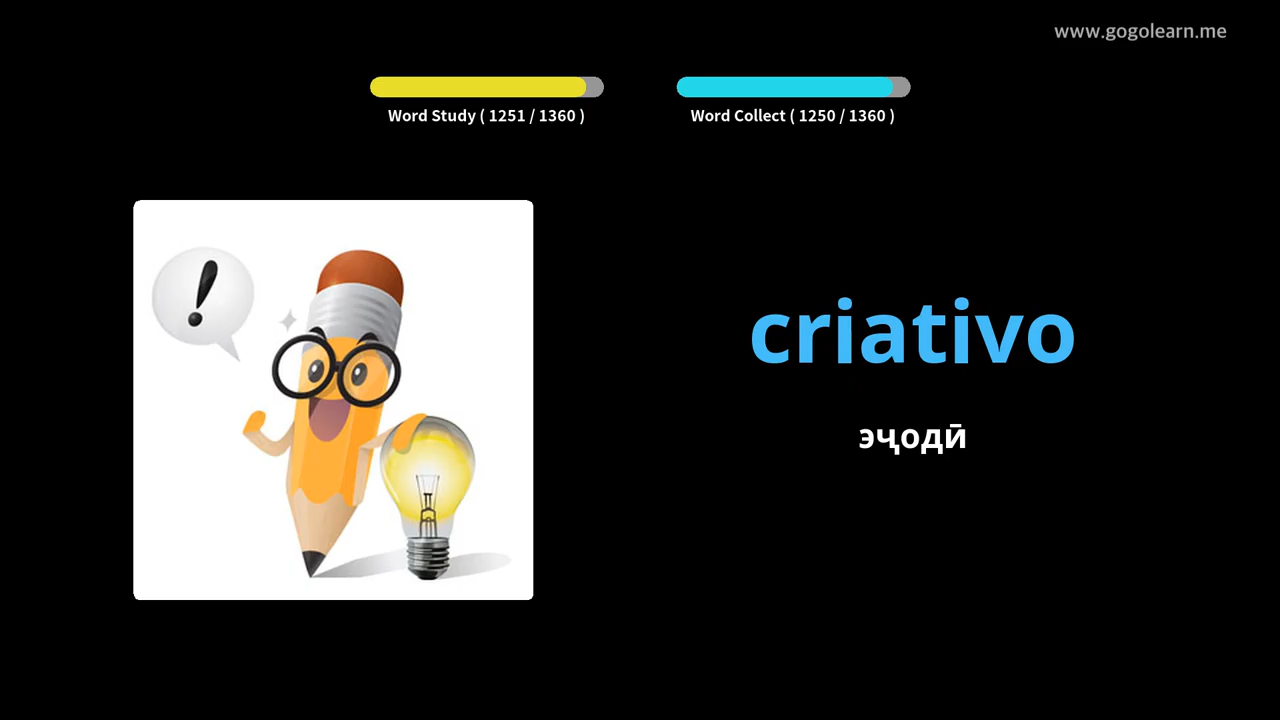 www.gogolearn.me
Word Study ( 1251 / 1360 )
Word Collect ( 1250 / 1360 )
!
criativo
эҷодӣ